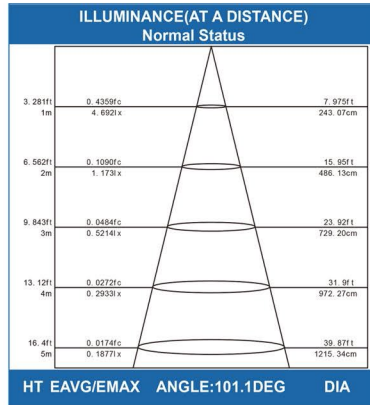 ILLUMINANCE(AT A DISTANCE)
Normal Status
3. 281ft 0. 4359fc 7. 975ft
1m 4. 692lx 243. 07cm
6. 562ft 0. 1090fc 15. 95ft
2m 1. 173lx 486. 13cm
9. 843ft 0. 0484fc 23. 92ft
3m 0. 5214lx 729. 20cm
13. 12ft 0. 0272fc 31. 9ft
4m 0. 2933lx 972. 27cm
16. 4ft 0. 0174fc 39. 87ft
5m 0. 1877lx 1215. 34cm
HT EAVG/EMAX ANGLE:101.1DEG DIA